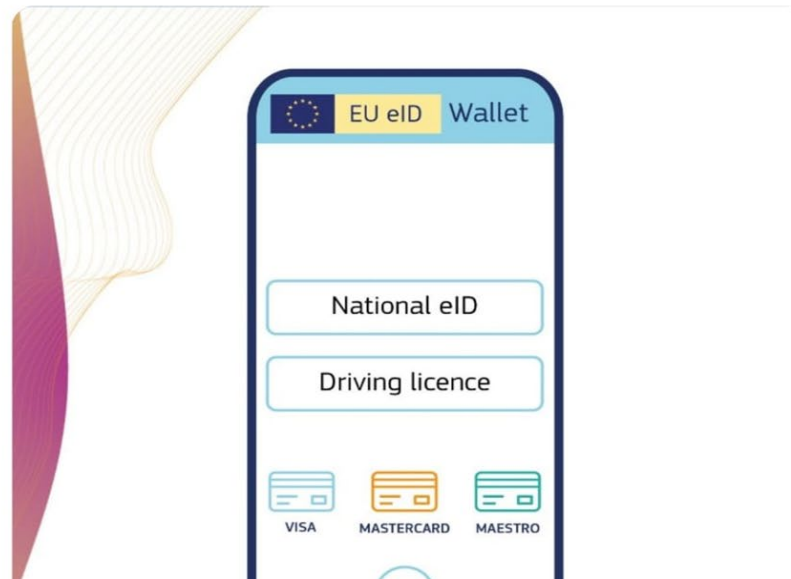 EU eID Wallet
National eID
Driving licence
VISA MASTERCARD MAESTRO